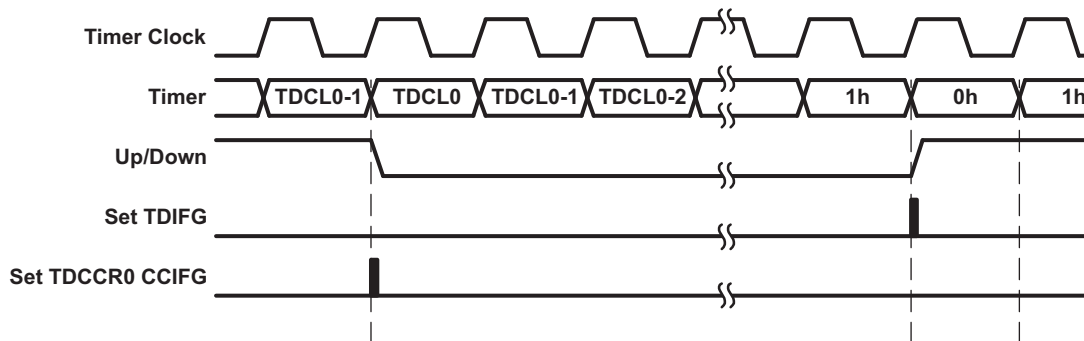 Timer Clock
Timer TDCL0-1 TDCL0 TDCL0-1 TDCL0-2 1h 0h 1h
Up/Down
Set TDIFG
Set TDCCR0 CCIFG